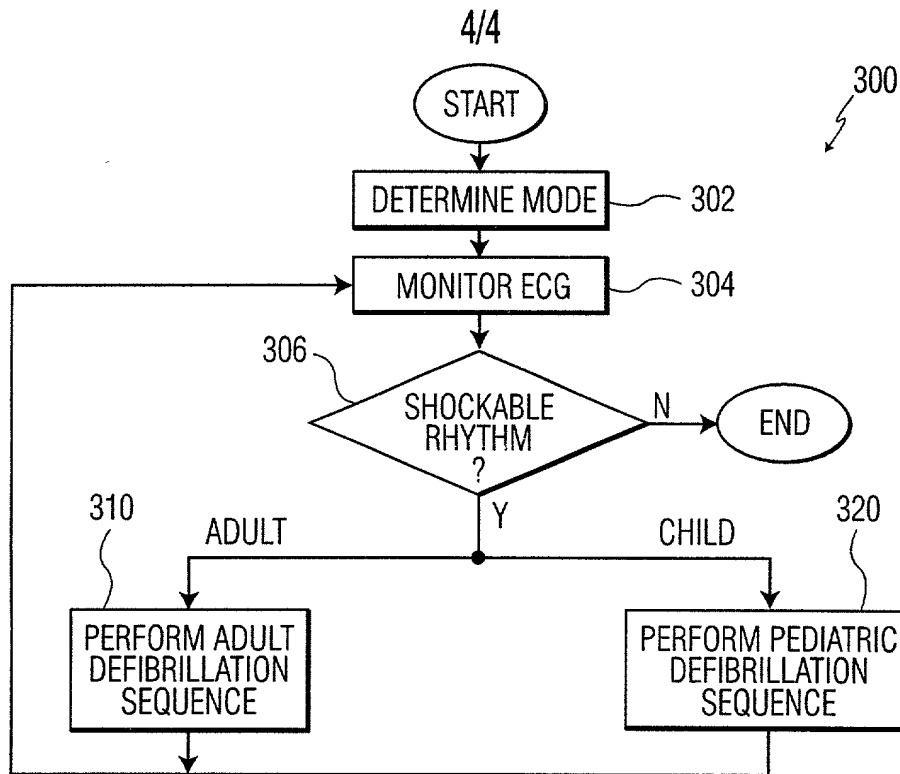 4/4
START
300
DETERMINE MODE
302
MONITOR ECG
304
306
SHOCKABLE
RHYTHM
?
N
END
Y
310
ADULT
CHILD
320
PERFORM ADULT
DEFIBRILLATION
SEQUENCE
PERFORM PEDIATRIC
DEFIBRILLATION
SEQUENCE